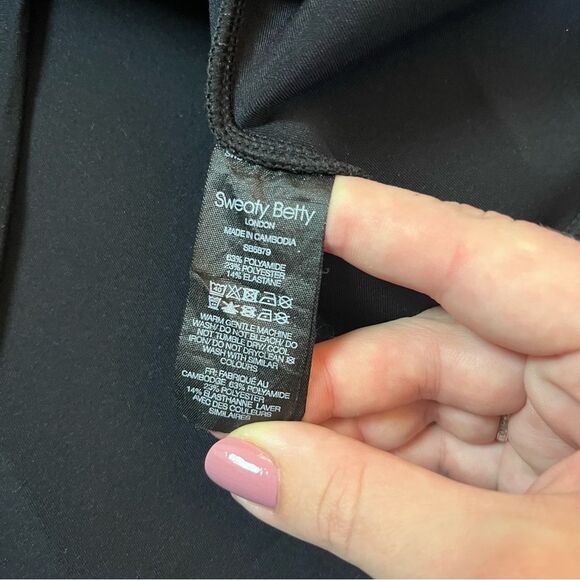 Sweaty Betty
LONDON
MADE IN CAMBODIA
SB5579
63% POLYAMIDE
23% POLYESTER
14% ELASTANE
40
WARM GENTLE MACHINE
WASH/ DO NOT BLEACH/ DO
NOT TUMBLE DRY/ COOL
IRON/ DO NOT DRYCLEAN
WASH WITH SIMILAR
COLOURS
FR: FABRIQUE AU
CAMBODGE 63% POLYAMIDE
23% POLYESTER
14% ELASTHANNE LAVER
AVEC DES COULEURS
SIMILAIRES